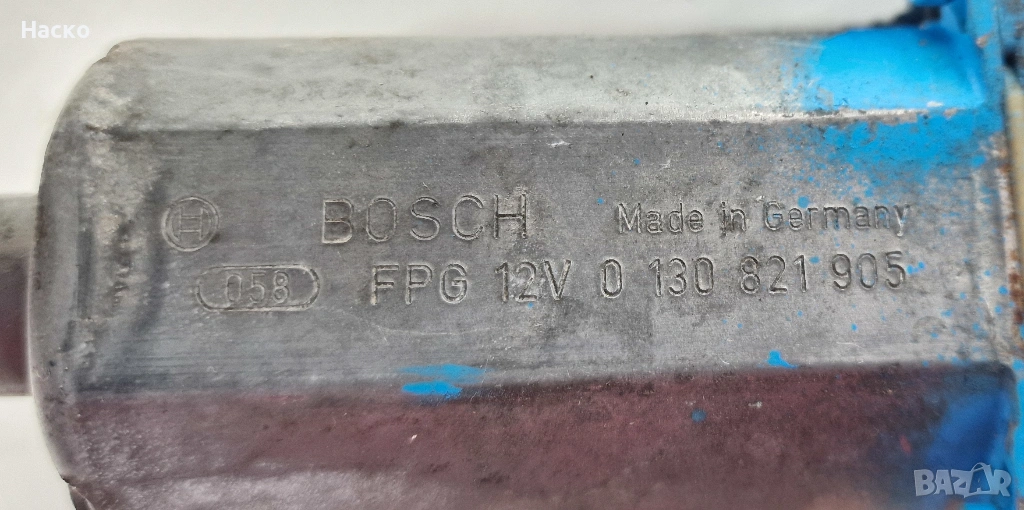 Наско
BOSCH Made in Germany
058 FPG 12V 0 130 821 905
BAZAR